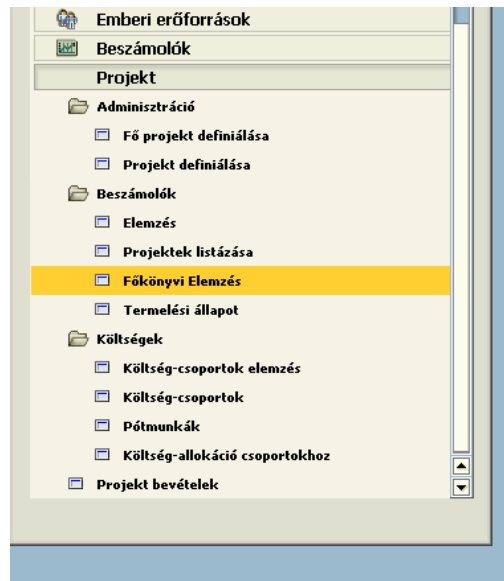 Emberi erőforrások
Beszámolók
Projekt
Adminisztráció
Fő projekt definiálása
Projekt definiálása
Beszámolók
Elemzés
Projektek listázása
Főkönyvi Elemzés
Termelési állapot
Költségek
Költség-csoportok elemzés
Költség-csoportok
Pótmunkák
Költség-allokáció csoportokhoz
Projekt bevételek